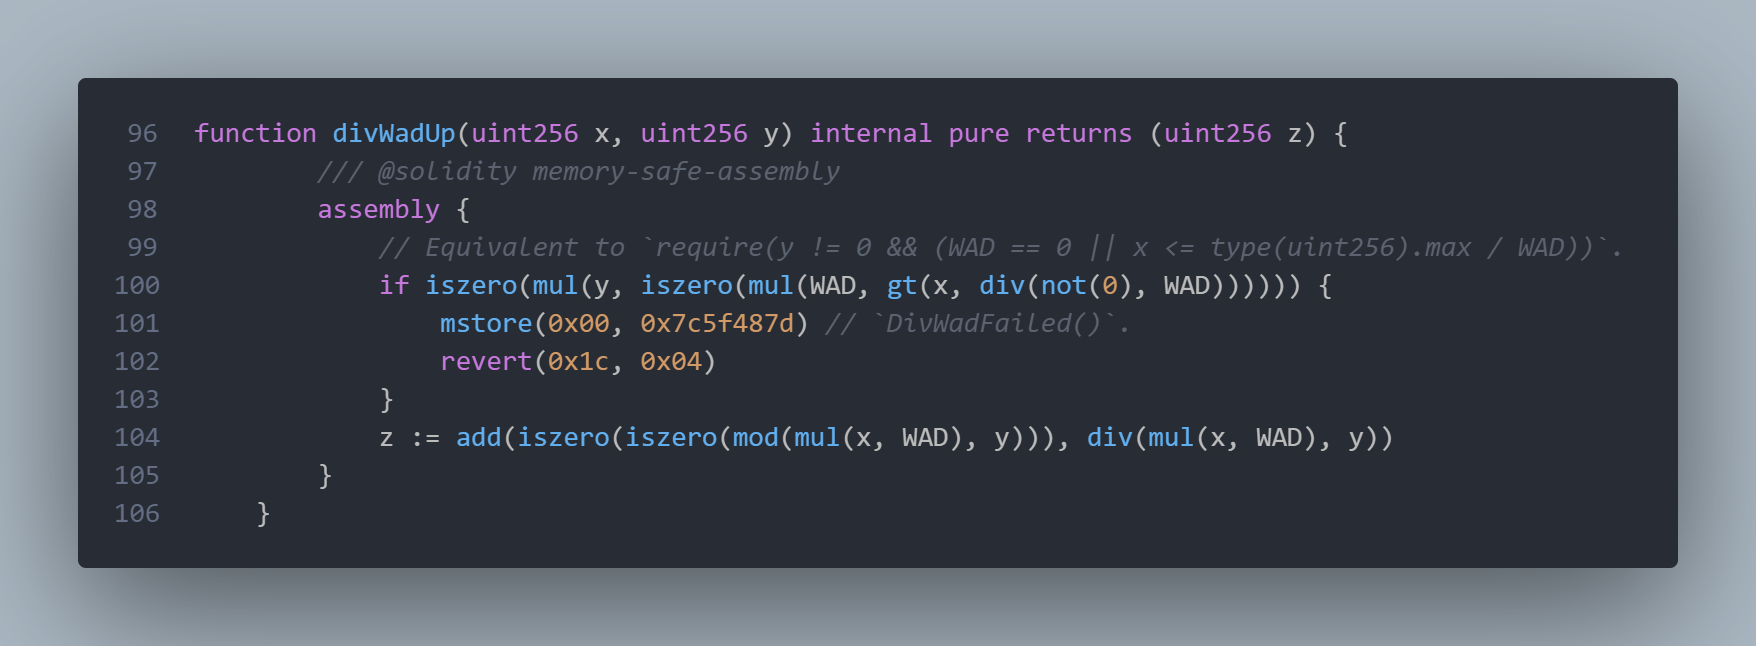 96 function divWadUp(uint256 x, uint256 y) internal pure returns (uint256 z) {
97 /// @solidity memory-safe-assembly
98 assembly {
99 // Equivalent to `require(y != 0 && (WAD == 0 || x <= type(uint256).max / WAD))`.
100 if iszero(mul(y, iszero(mul(WAD, gt(x, div(not(0), WAD)))))) {
101 mstore(0x00, 0x7c5f487d) // `DivWadFailed()`.
102 revert(0x1c, 0x04)
103 }
104 z := add(iszero(iszero(mod(mul(x, WAD), y))), div(mul(x, WAD), y))
105 }
106 }